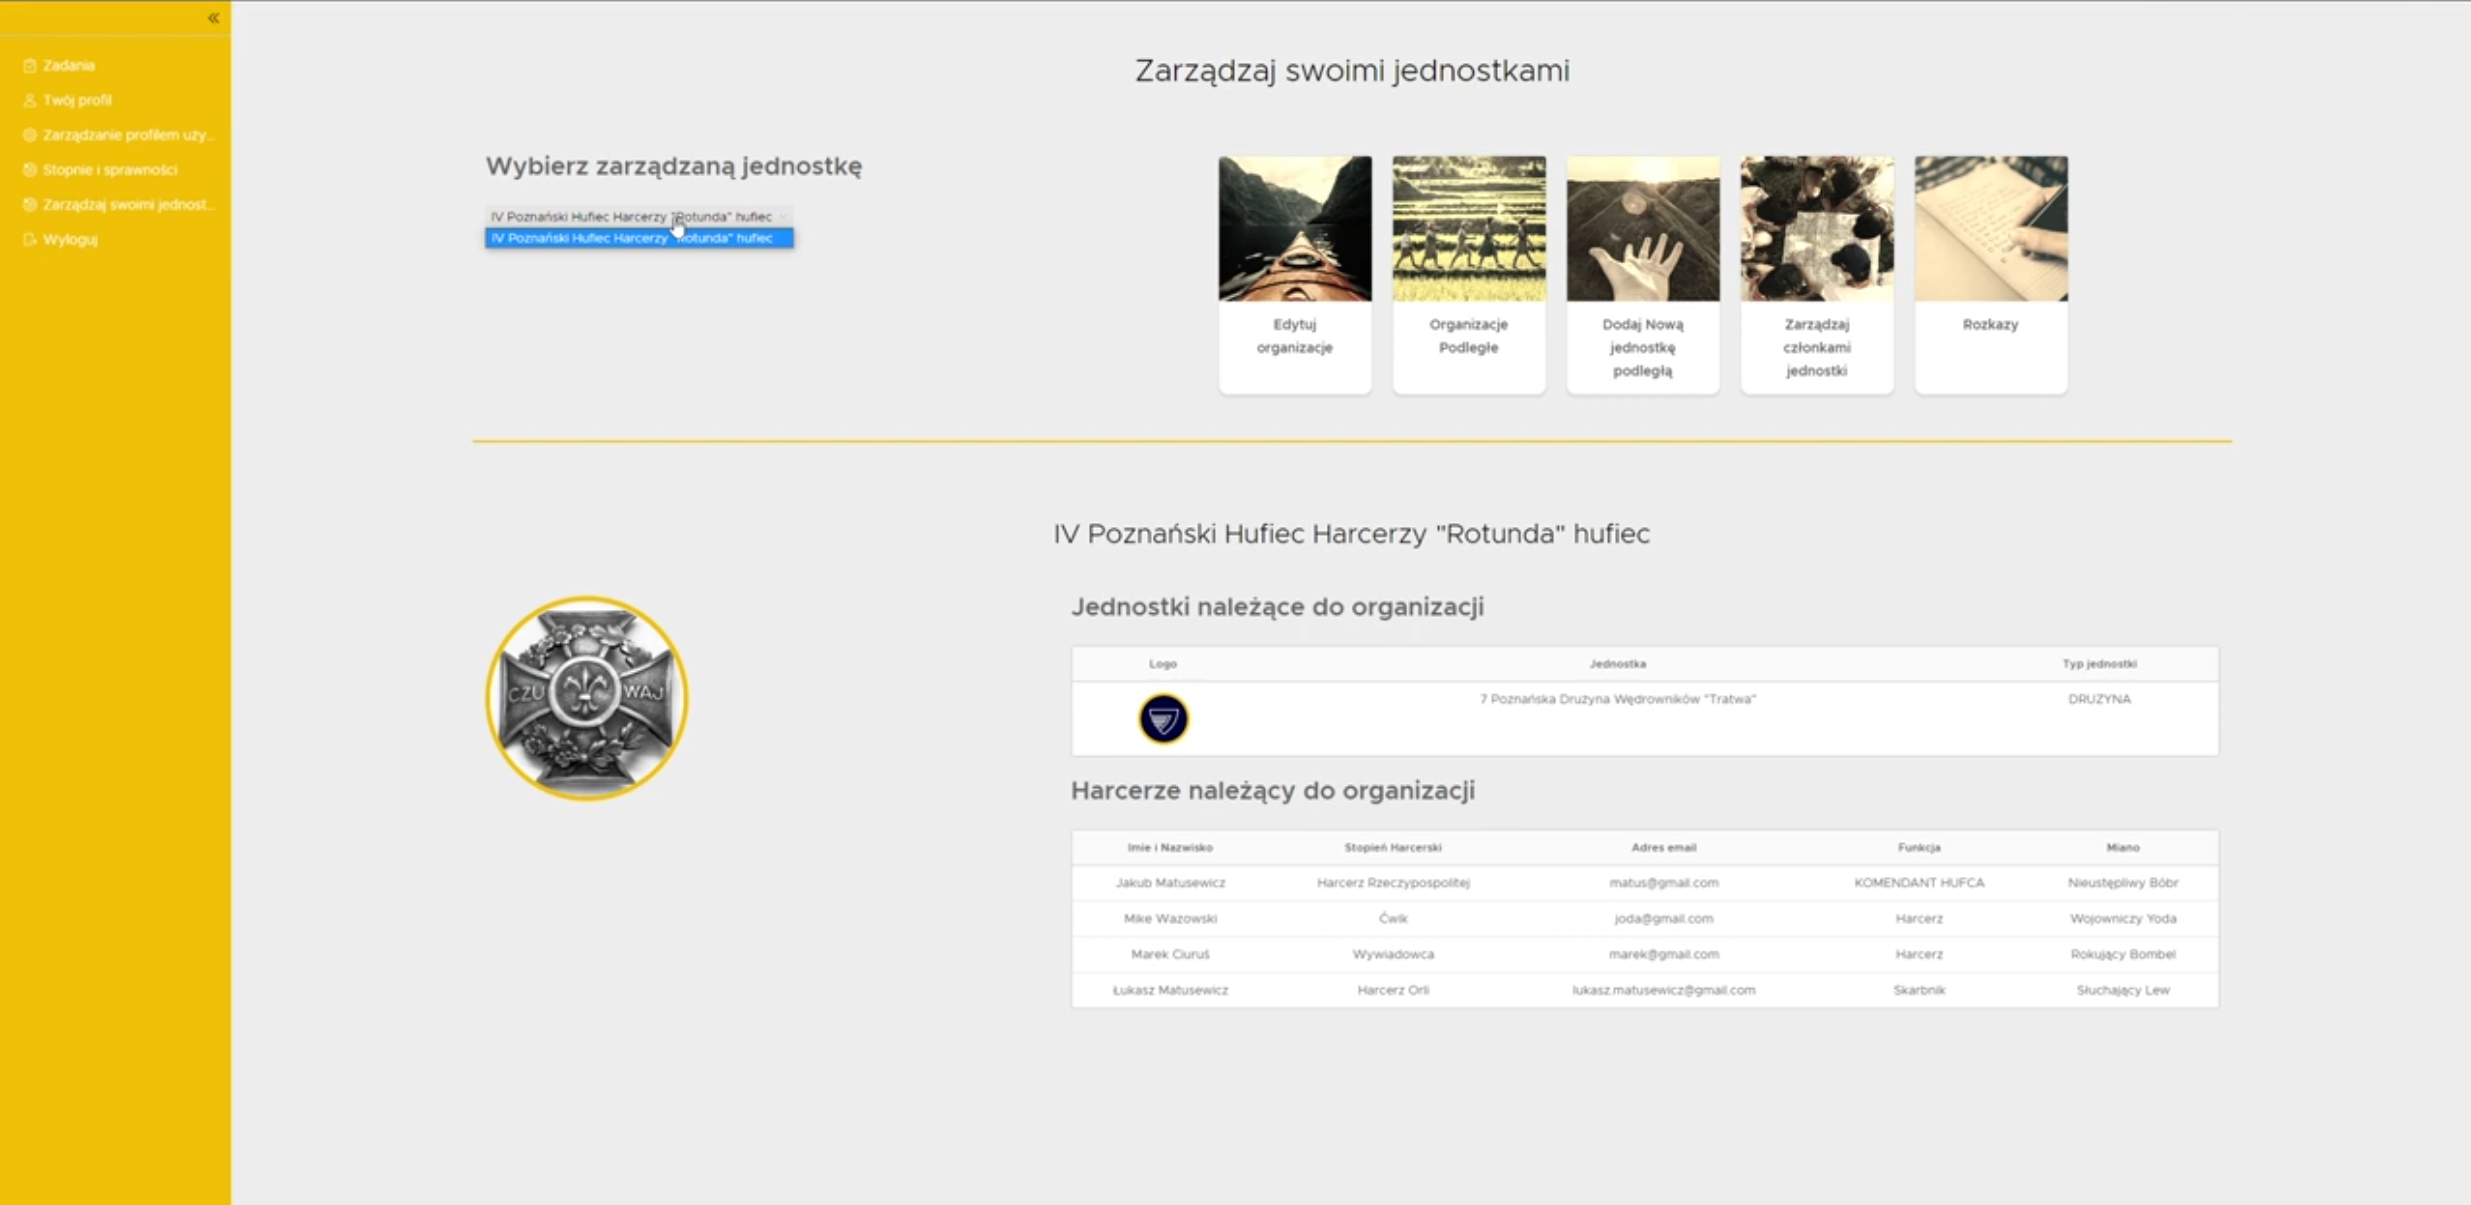 Zadania
Twój profil
Zarządzanie profilem uży...
Stopnie i sprawności
Zarządzaj swoimi jednost...
Wyloguj
Zarządzaj swoimi jednostkami
Wybierz zarządzaną jednostkę
IV Poznański Hufiec Harcerzy "Rotunda" hufiec
IV Poznański Hufiec Harcerzy "Rotunda" hufiec
Edytuj
organizacje
Organizacje
Podległe
Dodaj Nową
jednostkę
podległą
Zarządzaj
członkami
jednostki
Rozkazy
IV Poznański Hufiec Harcerzy "Rotunda" hufiec
CZU WAJ
Jednostki należące do organizacji
Logo Jednostka Typ jednostki
7 Poznańska Drużyna Wędrowników "Tratwa" DRUŻYNA
Harcerze należący do organizacji
Imie i Nazwisko Stopień Harcerski Adres email Funkcja Miano
Jakub Matusewicz Harcerz Rzeczypospolitej matus@gmail.com KOMENDANT HUFCA Nieustępliwy Bóbr
Mike Wazowski Ćwik joda@gmail.com Harcerz Wojowniczy Yoda
Marek Ciuruś Wywiadowca marek@gmail.com Harcerz Rokujący Bombel
Łukasz Matusewicz Harcerz Orli lukasz.matusewicz@gmail.com Skarbnik Słuchający Lew